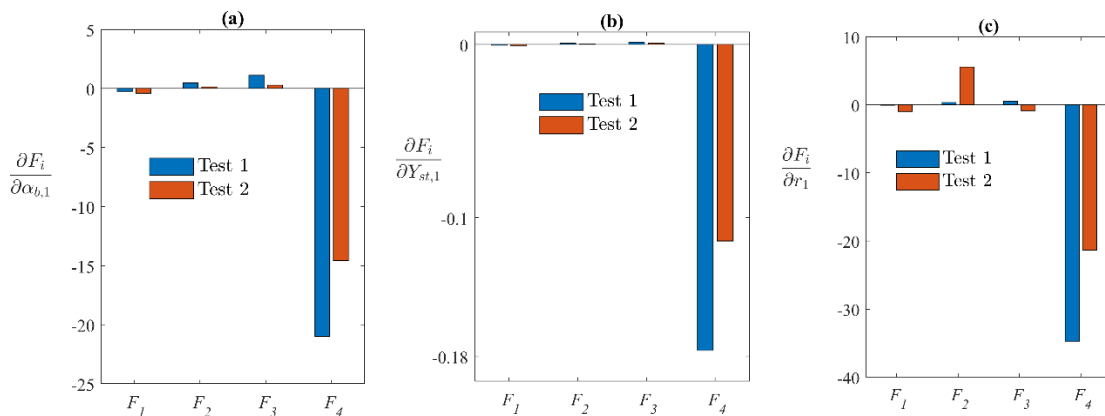 (a)
5
0
-5
-10
-15
-20
-25
∂F_i
∂α_{b,1}
Test 1
Test 2
F_1 F_2 F_3 F_4
(b)
0
-0.1
-0.18
∂F_i
∂Y_{st,1}
Test 1
Test 2
F_1 F_2 F_3 F_4
(c)
10
0
-10
-20
-30
-40
∂F_i
∂r_1
Test 1
Test 2
F_1 F_2 F_3 F_4